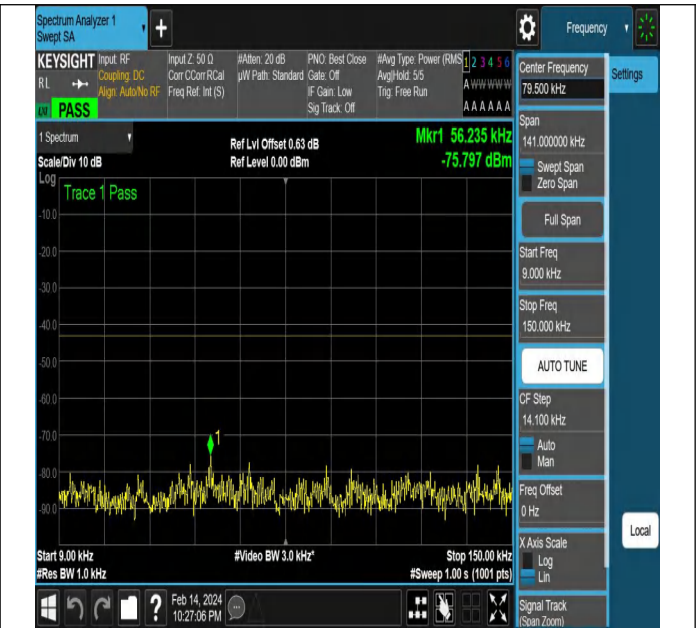 Spectrum Analyzer 1
Swept SA
+
Frequency
KEYSIGHT
RL
PASS
Input: RF
Coupling: DC
Align: Auto/No RF
Input Z: 50 Ω
Corr CCorr RCal
Freq Ref: Int (S)
#Atten: 20 dB
µW Path: Standard
PNO: Best Close
Gate: Off
IF Gain: Low
Sig Track: Off
#Avg Type: Power (RMS
Avg|Hold: 5/5
Trig: Free Run
1 2 3 4 5 6
A W W W W W
A A A A A A
1 Spectrum
Scale/Div 10 dB
Ref Lvl Offset 0.63 dB
Ref Level 0.00 dBm
Mkr1 56.235 kHz
-75.797 dBm
Log
Trace 1 Pass
-10.0
-20.0
-30.0
-40.0
-50.0
-60.0
-70.0
-80.0
-90.0
1
Start 9.00 kHz
#Res BW 1.0 kHz
#Video BW 3.0 kHz*
Stop 150.00 kHz
#Sweep 1.00 s (1001 pts)
Feb 14, 2024
10:27:06 PM
?
Center Frequency
79.500 kHz
Settings
Span
141.000000 kHz
Swept Span
Zero Span
Full Span
Start Freq
9.000 kHz
Stop Freq
150.000 kHz
AUTO TUNE
CF Step
14.100 kHz
Auto
Man
Freq Offset
0 Hz
X Axis Scale
Log
Lin
Local
Signal Track
(Span Zoom)